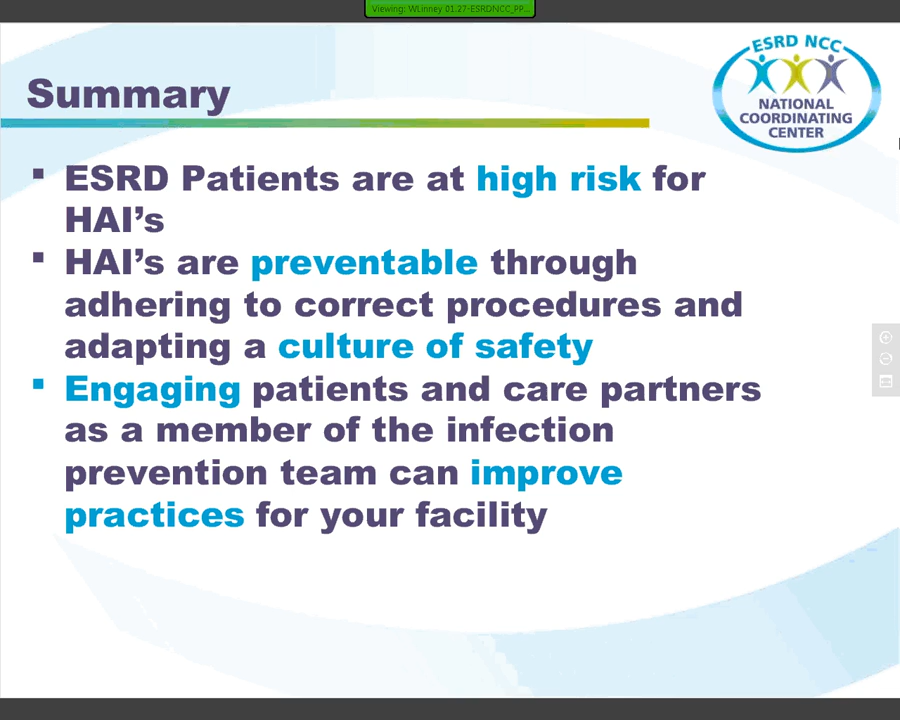 Viewing: WLinney 01.27-ESRDNCC_PP...
ESRD NCC
NATIONAL
COORDINATING
CENTER
Summary
ESRD Patients are at high risk for
HAI’s
HAI’s are preventable through
adhering to correct procedures and
adapting a culture of safety
Engaging patients and care partners
as a member of the infection
prevention team can improve
practices for your facility